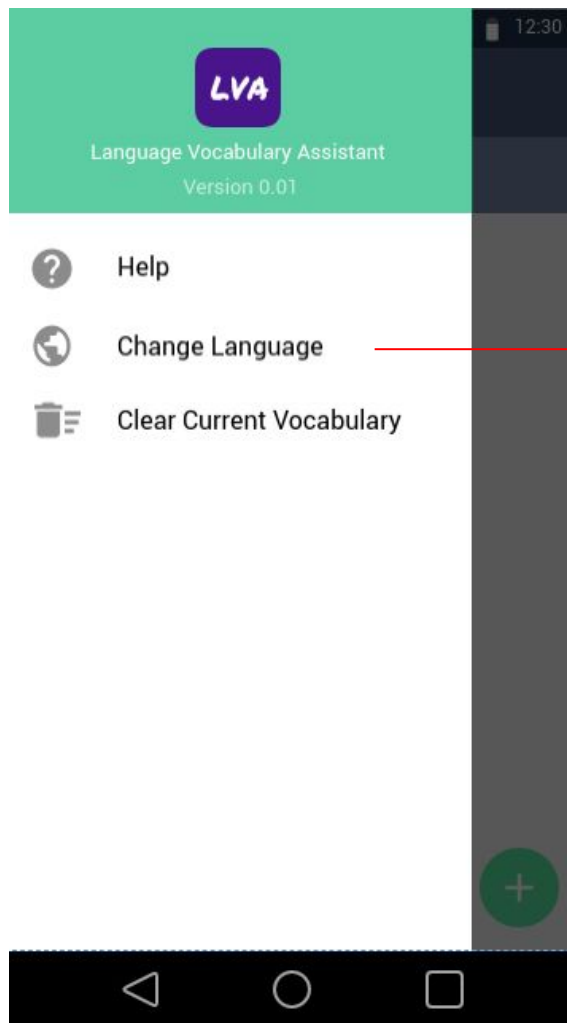 12:30
LVA
Language Vocabulary Assistant
Version 0.01
Help
Change Language
Clear Current Vocabulary